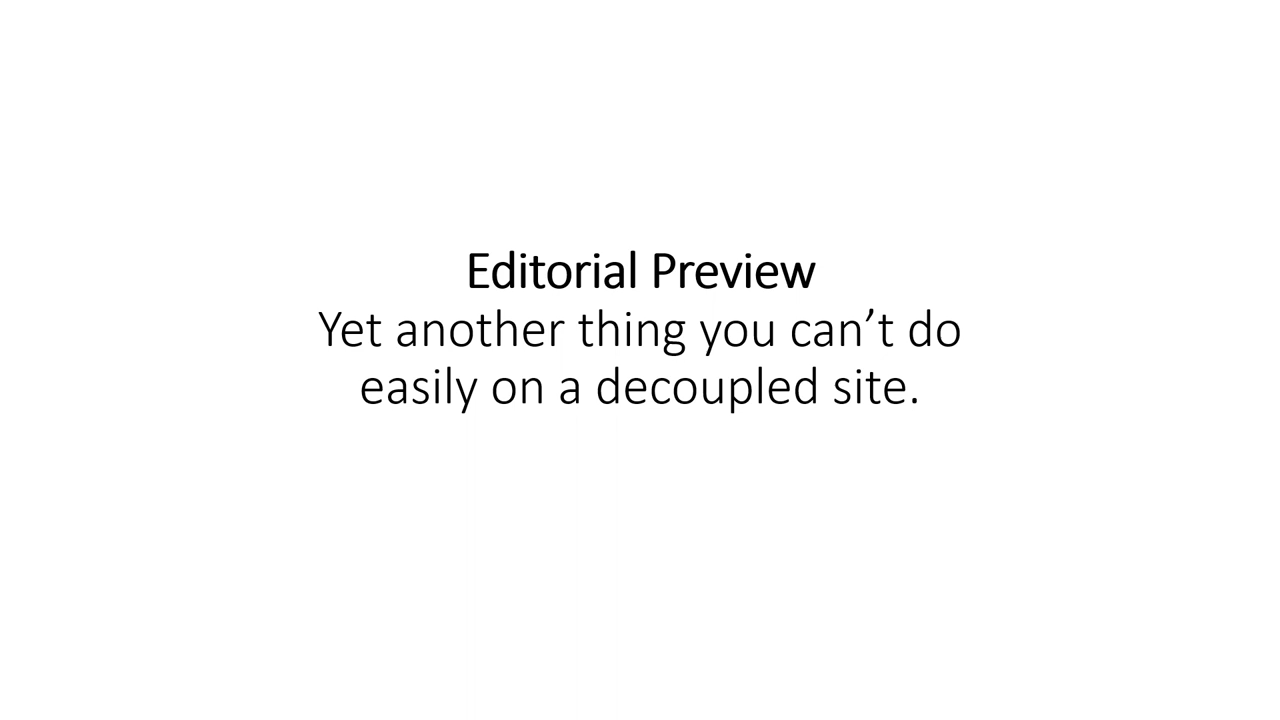 Editorial Preview
Yet another thing you can’t do
easily on a decoupled site.